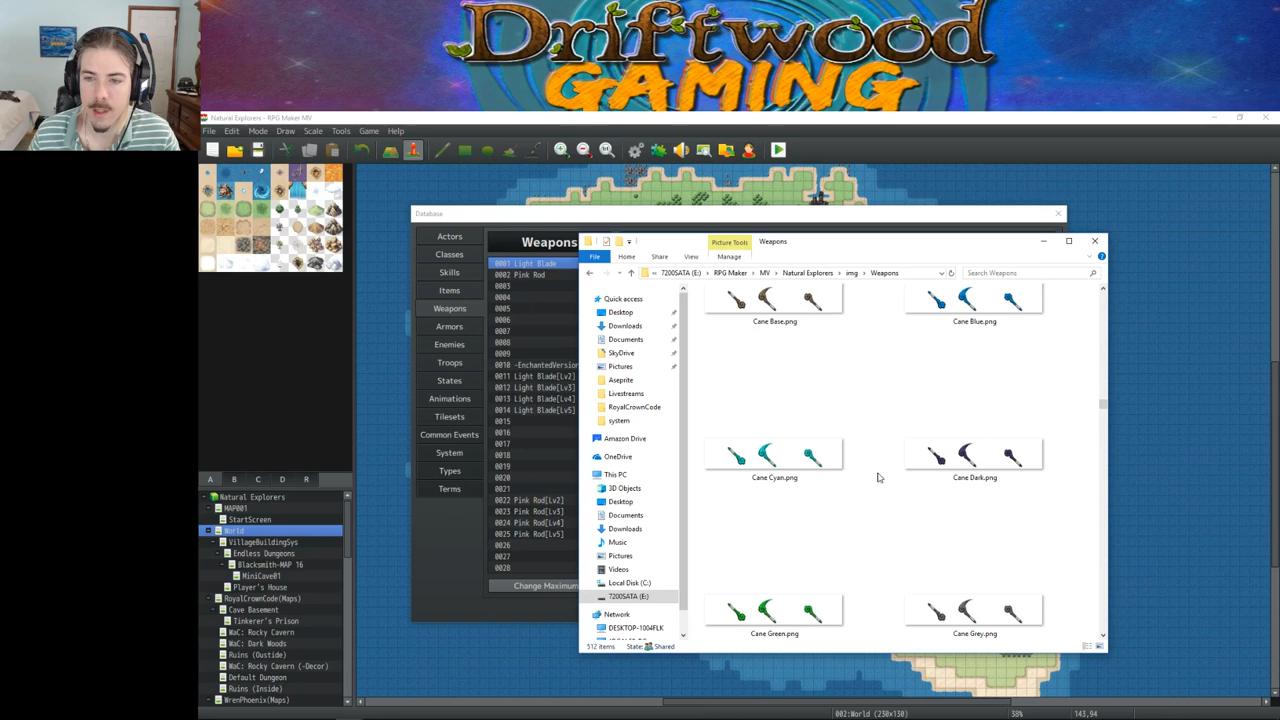 Driftwood
GAMING
Natural Explorers - RPG Maker MV
File Edit Mode Draw Scale Tools Game Help
Database
Actors
Classes
Skills
Items
Weapons
Armors
Enemies
Troops
States
Animations
Tilesets
Common Events
System
Types
Terms
Weapons
0001 Light Blade
0002 Pink Rod
0003
0004
0005
0006
0007
0008
0009
0010 -EnchantedVersion
0011 Light Blade[Lv2]
0012 Light Blade[Lv3]
0013 Light Blade[Lv4]
0014 Light Blade[Lv5]
0015
0016
0017
0018
0019
0020
0021
0022 Pink Rod[Lv2]
0023 Pink Rod[Lv3]
0024 Pink Rod[Lv4]
0025 Pink Rod[Lv5]
0026
0027
0028
Change Maximum
Picture Tools
Weapons
File Home Share View Manage
« 7200SATA (E:) › RPG Maker › MV › Natural Explorers › img › Weapons
Search Weapons
Quick access
Desktop
Downloads
Documents
SkyDrive
Pictures
Aseprite
Livestreams
RoyalCrownCode
system
Amazon Drive
OneDrive
This PC
3D Objects
Desktop
Documents
Downloads
Music
Pictures
Videos
Local Disk (C:)
7200SATA (E:)
Network
DESKTOP-1004FLK
Cane Base.png
Cane Blue.png
Cane Cyan.png
Cane Dark.png
Cane Green.png
Cane Grey.png
512 items State: Shared
A B C D R
Natural Explorers
MAP001
StartScreen
World
VillageBuildingSys
Endless Dungeons
Blacksmith-MAP 16
MiniCave01
Player's House
RoyalCrownCode(Maps)
Cave Basement
Tinkerer's Prison
WaC: Rocky Cavern
WaC: Dark Woods
Ruins (Oustide)
WaC: Rocky Cavern (-Decor)
Default Dungeon
Ruins (Inside)
WrenPhoenix(Maps)
002:World (230×130) 38% 143,94